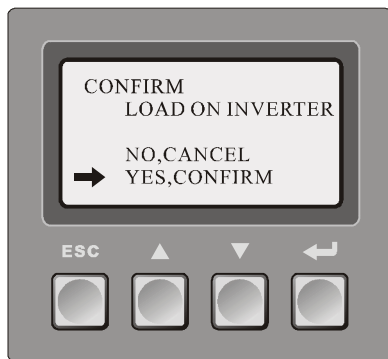 CONFIRM
LOAD ON INVERTER
NO,CANCEL
YES,CONFIRM
ESC